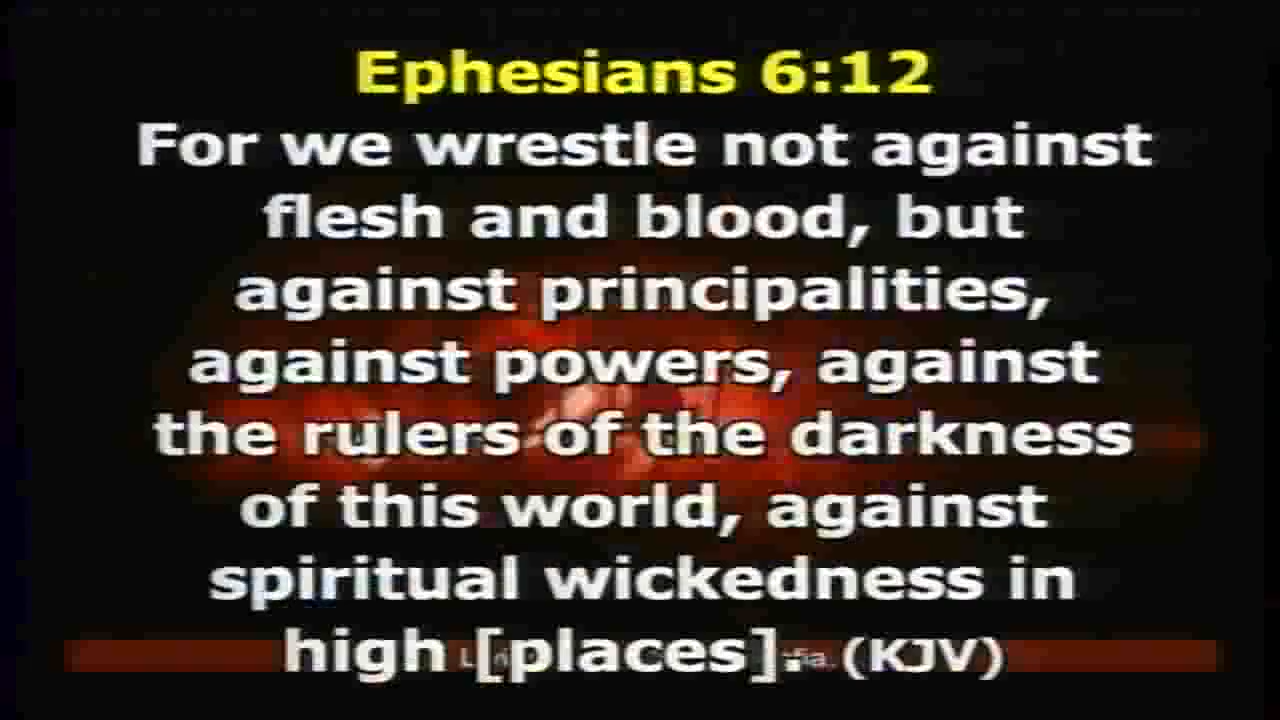 Ephesians 6:12
For we wrestle not against
flesh and blood, but
against principalities,
against powers, against
the rulers of the darkness
of this world, against
spiritual wickedness in
high [places]. (KJV)